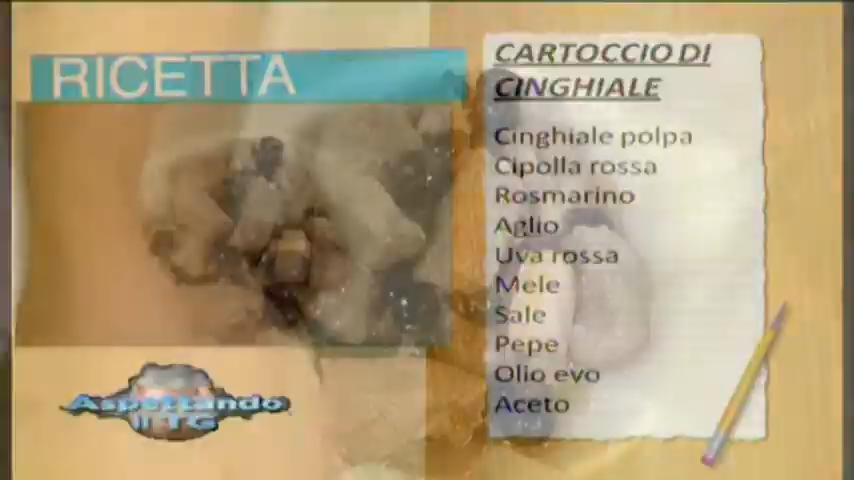 RICETTA
CARTOCCIO DI
CINGHIALE
Cinghiale polpa
Cipolla rossa
Rosmarino
Aglio
Uva rossa
Mele
Sale
Pepe
Olio evo
Aceto
Aspettando
il TG